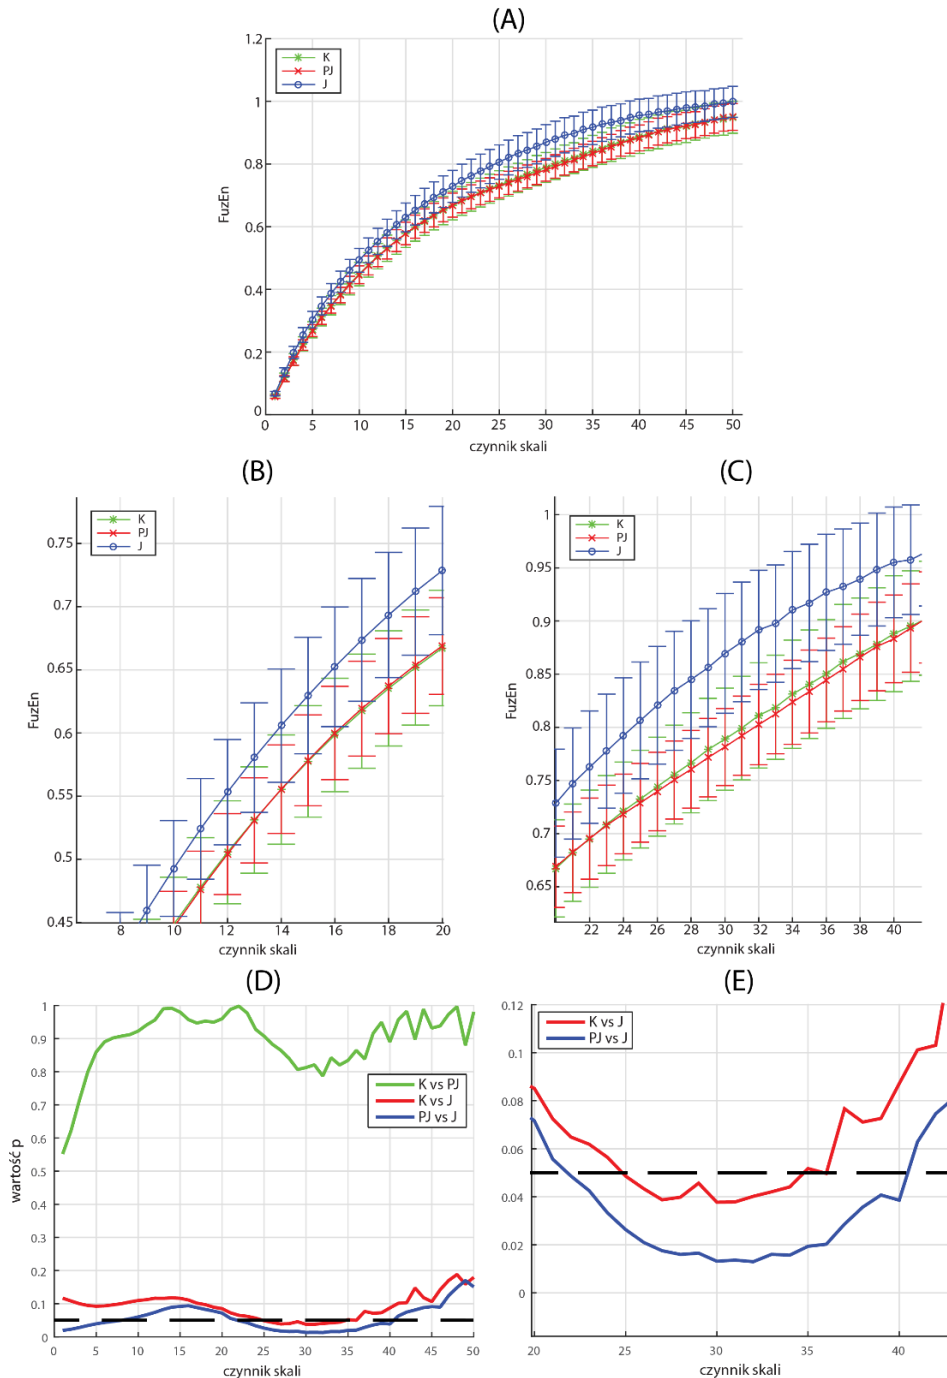 (A)
1.2
1
0.8
0.6
0.4
0.2
0
FuzEn
K
PJ
J
0 5 10 15 20 25 30 35 40 45 50
czynnik skali
(B)
0.75
0.7
0.65
0.6
0.55
0.5
0.45
FuzEn
K
PJ
J
8 10 12 14 16 18 20
czynnik skali
(C)
1
0.95
0.9
0.85
0.8
0.75
0.7
0.65
FuzEn
K
PJ
J
22 24 26 28 30 32 34 36 38 40
czynnik skali
(D)
1
0.9
0.8
0.7
0.6
0.5
0.4
0.3
0.2
0.1
0
wartość p
K vs PJ
K vs J
PJ vs J
0 5 10 15 20 25 30 35 40 45 50
czynnik skali
(E)
0.12
0.1
0.08
0.06
0.04
0.02
0
K vs J
PJ vs J
20 25 30 35 40
czynnik skali